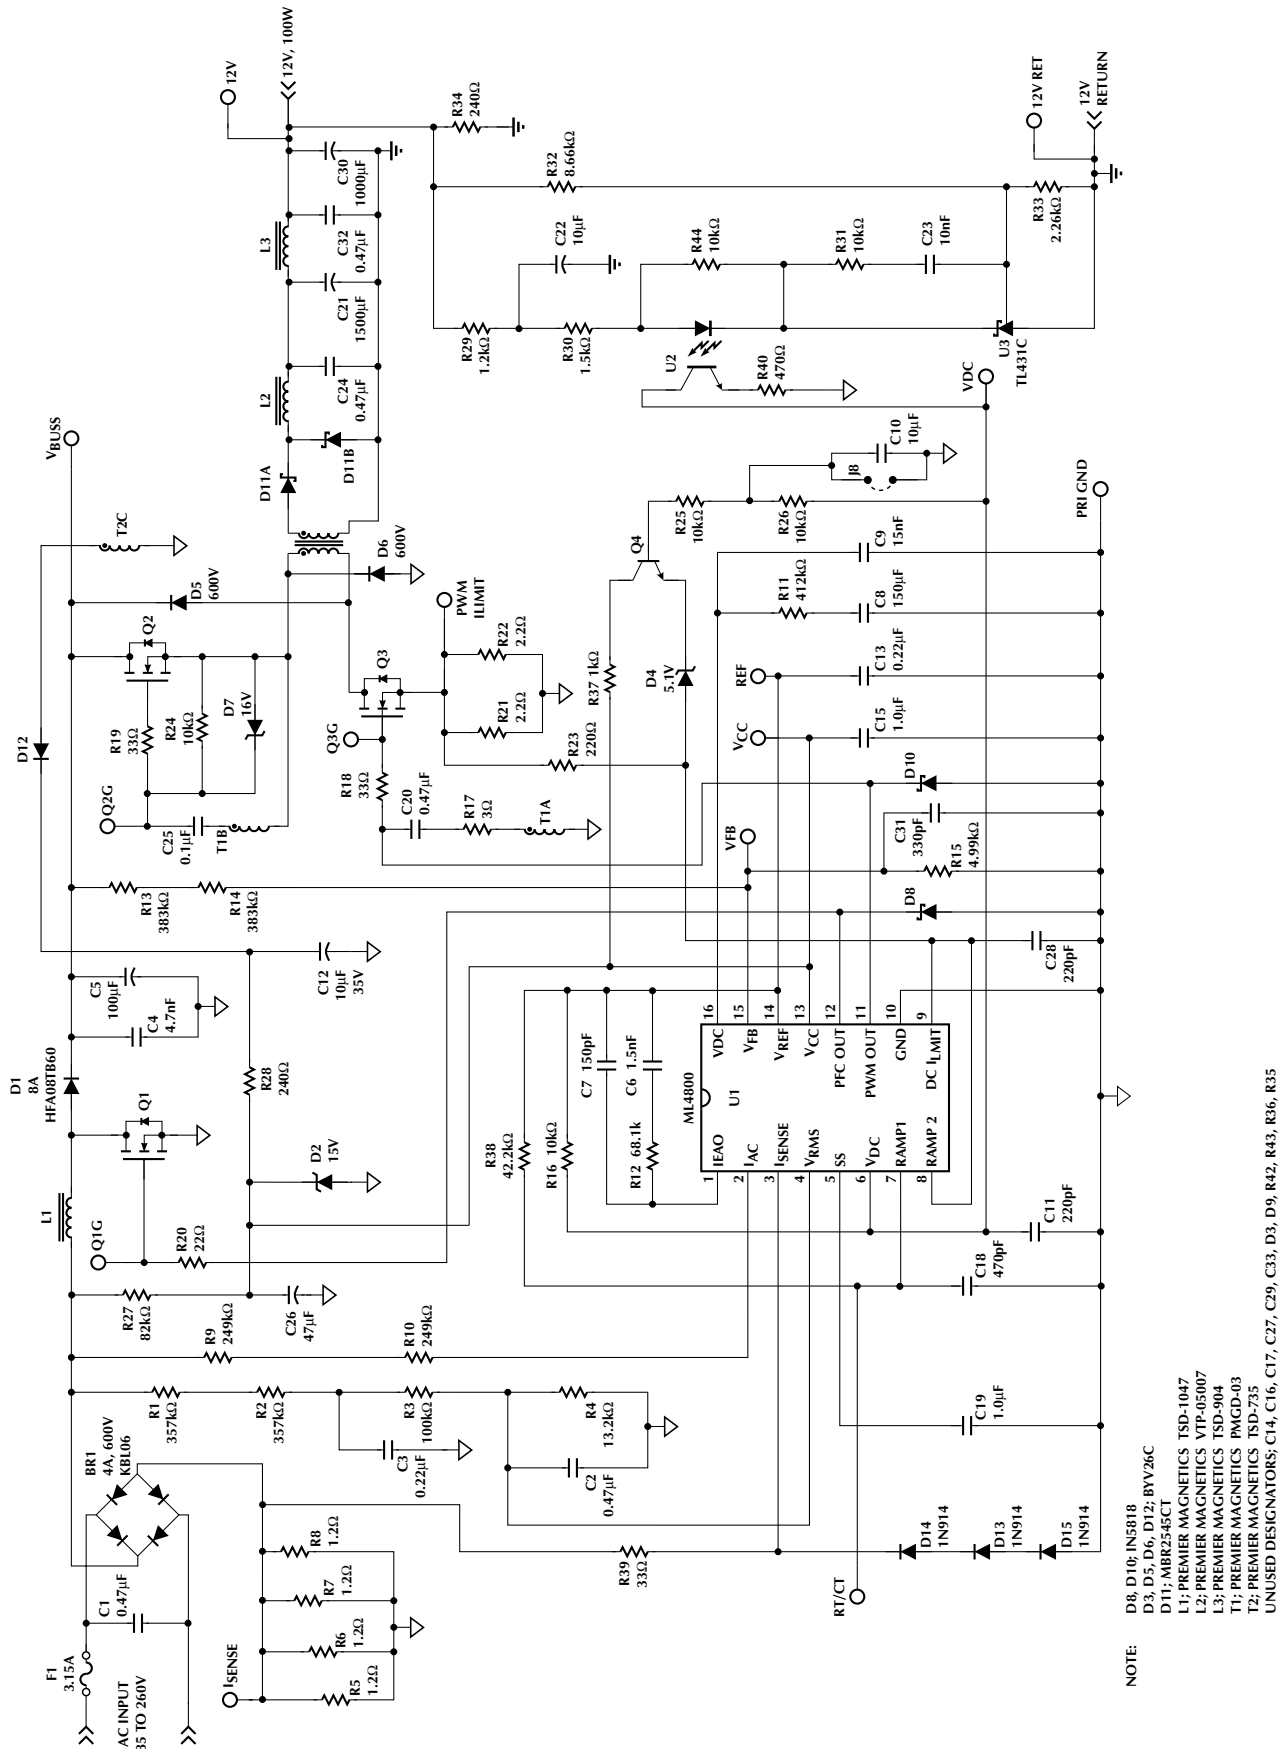 AC INPUT
85 TO 260V
F1
3.15A
C1
0.47µF
BR1
4A, 600V
KBL06
ISENSE
R5
1.2Ω
R6
1.2Ω
R7
1.2Ω
R8
1.2Ω
R1
357kΩ
R2
357kΩ
C3
0.22µF
R3
100kΩ
R4
13.2kΩ
C2
0.47µF
R9
249kΩ
R10
249kΩ
R27
82kΩ
C26
47µF
Q1G
R20
22Ω
L1
Q1
D2
15V
R28
240Ω
D1
8A
HFA08TB60
C4
4.7nF
C5
100µF
C12
10µF
35V
R13
383kΩ
R14
383kΩ
Q2G
C25
0.1µF
T1B
R19
33Ω
R24
10kΩ
D7
16V
Q2
D12
D5
600V
T2C
VBUSS
D6
600V
D11A
D11B
L2
C24
0.47µF
C21
1500µF
L3
C32
0.47µF
C30
1000µF
12V
12V, 100W
R34
240Ω
R32
8.66kΩ
C22
10µF
R29
1.2kΩ
R30
1.5kΩ
R44
10kΩ
R31
10kΩ
C23
10nF
R33
2.26kΩ
12V RET
12V
RETURN
U2
U3
TL431C
R40
470Ω
VDC
C10
10µF
J8
R25
10kΩ
R26
10kΩ
Q4
Q3G
Q3
R18
33Ω
C20
0.47µF
R17
3Ω
T1A
PWM
ILIMIT
R21
2.2Ω
R22
2.2Ω
R23
220Ω
R37 1kΩ
D4
5.1V
REF
VCC
VFB
C9
15nF
R11
412kΩ
C8
150µF
C13
0.22µF
C15
1.0µF
D10
C31
330pF
R15
4.99kΩ
D8
C28
220pF
PRI GND
R38
42.2kΩ
R16 10kΩ
C7 150pF
C6 1.5nF
R12 68.1k
ML4800
U1
1 IEAO
2 IAC
3 ISENSE
4 VRMS
5 SS
6 VDC
7 RAMP1
8 RAMP 2
VDC 16
VFB 15
VREF 14
VCC 13
PFC OUT 12
PWM OUT 11
GND 10
DC ILMIT 9
C11
220pF
C18
470pF
C19
1.0µF
R39
33Ω
RT/CT
D14
1N914
D13
1N914
D15
1N914
NOTE: D8, D10; IN5818
D3, D5, D6, D12; BYV26C
D11; MBR2545CT
L1; PREMIER MAGNETICS TSD-1047
L2; PREMIER MAGNETICS VTP-05007
L3; PREMIER MAGNETICS TSD-904
T1; PREMIER MAGNETICS PMGD-03
T2; PREMIER MAGNETICS TSD-735
UNUSED DESIGNATORS; C14, C16, C17, C27, C29, C33, D3, D9, R42, R43, R36, R35